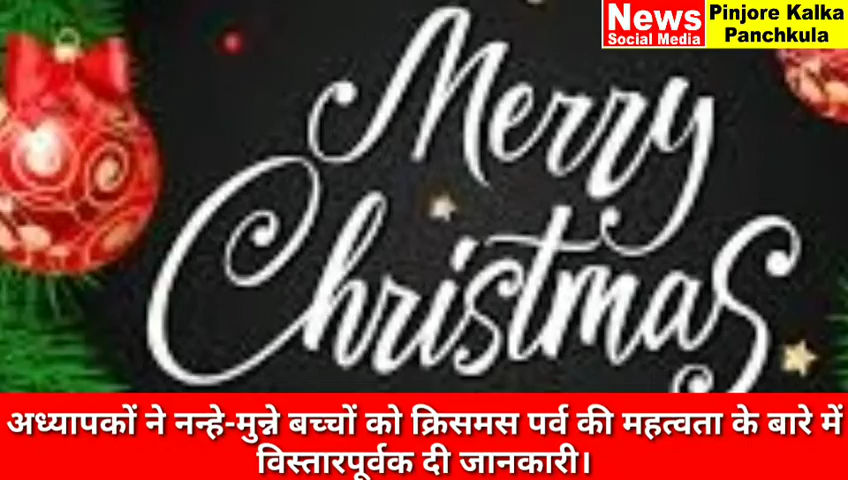 News
Social Media
Pinjore Kalka
Panchkula
Merry
Christmas
अध्यापकों ने नन्हे-मुन्ने बच्चों को क्रिसमस पर्व की महत्वता के बारे में
विस्तारपूर्वक दी जानकारी।